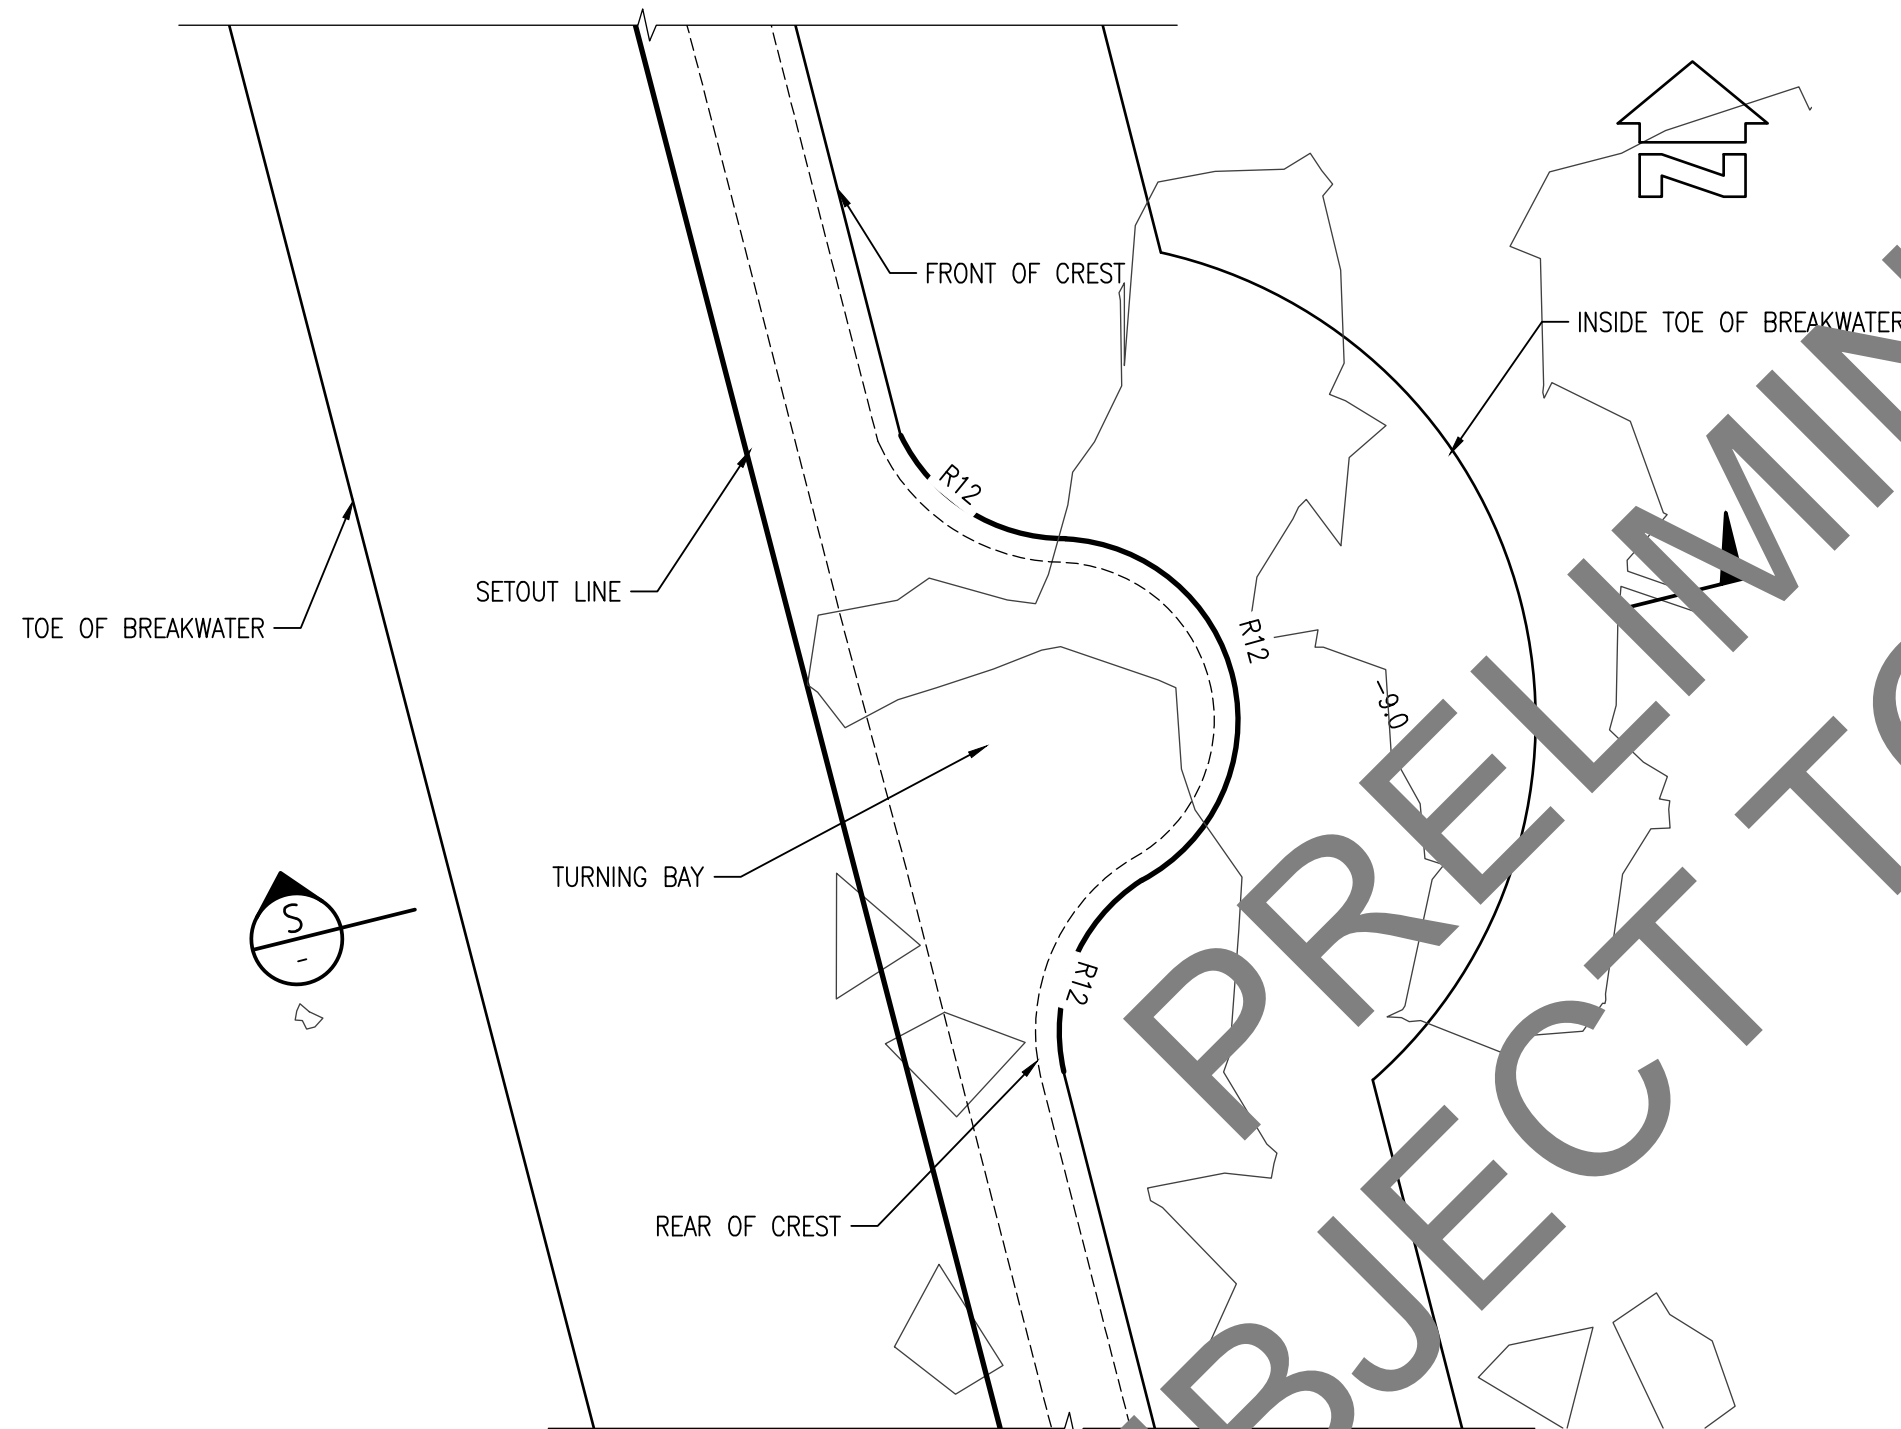 N
FRONT OF CREST
INSIDE TOE OF BREAKWATER
R12
SETOUT LINE
TOE OF BREAKWATER
R12
-9.0
TURNING BAY
S
-
R12
REAR OF CREST
PRELIMIN
BJECT TO